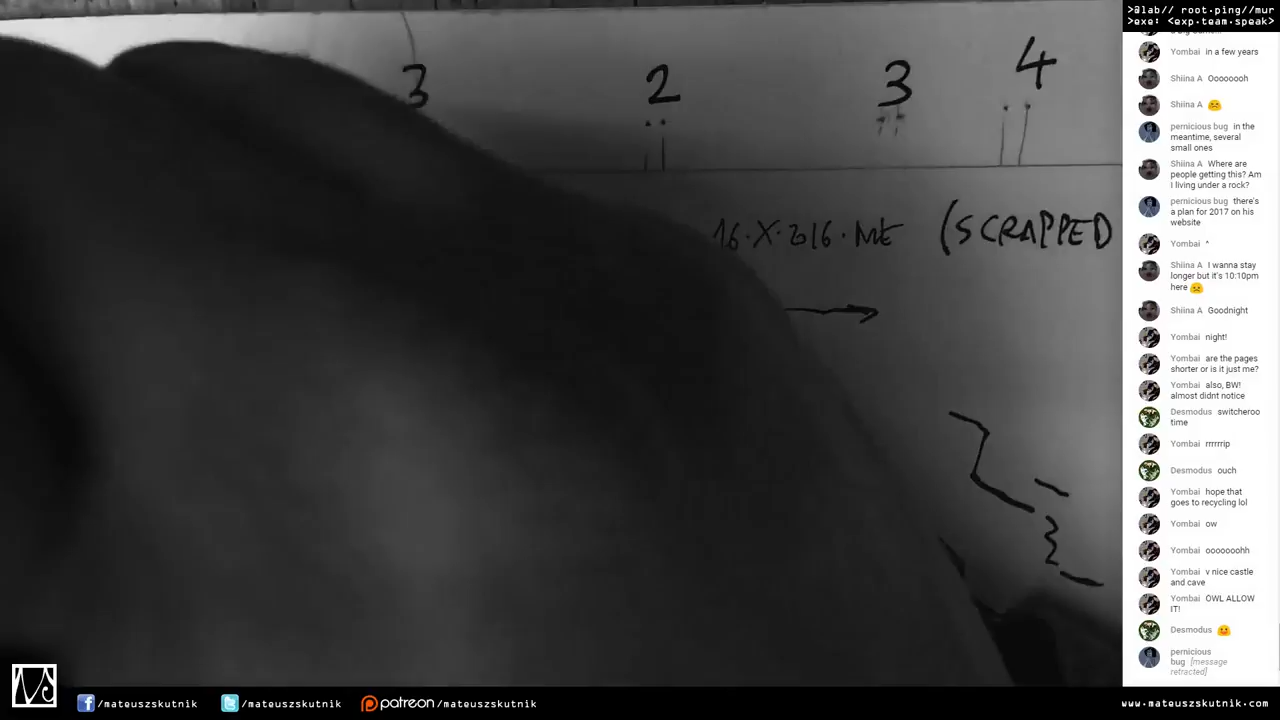 3 2 3 4
16·X·2016·ME (SCRAPPED
>@lab// root.ping//mur
>exe: <exp.team.speak>
Yombai in a few years
Shiina A Oooooooh
Shiina A
pernicious bug in the
meantime, several
small ones
Shiina A Where are
people getting this? Am
I living under a rock?
pernicious bug there's
a plan for 2017 on his
website
Yombai ^
Shiina A I wanna stay
longer but it's 10:10pm
here
Shiina A Goodnight
Yombai night!
Yombai are the pages
shorter or is it just me?
Yombai also, BW!
almost didnt notice
Desmodus switcheroo
time
Yombai rrrrrrip
Desmodus ouch
Yombai hope that
goes to recycling lol
Yombai ow
Yombai ooooooohh
Yombai v nice castle
and cave
Yombai OWL ALLOW
IT!
Desmodus
pernicious
bug [message
retracted]
/mateuszskutnik /mateuszskutnik patreon/mateuszskutnik www.mateuszskutnik.com